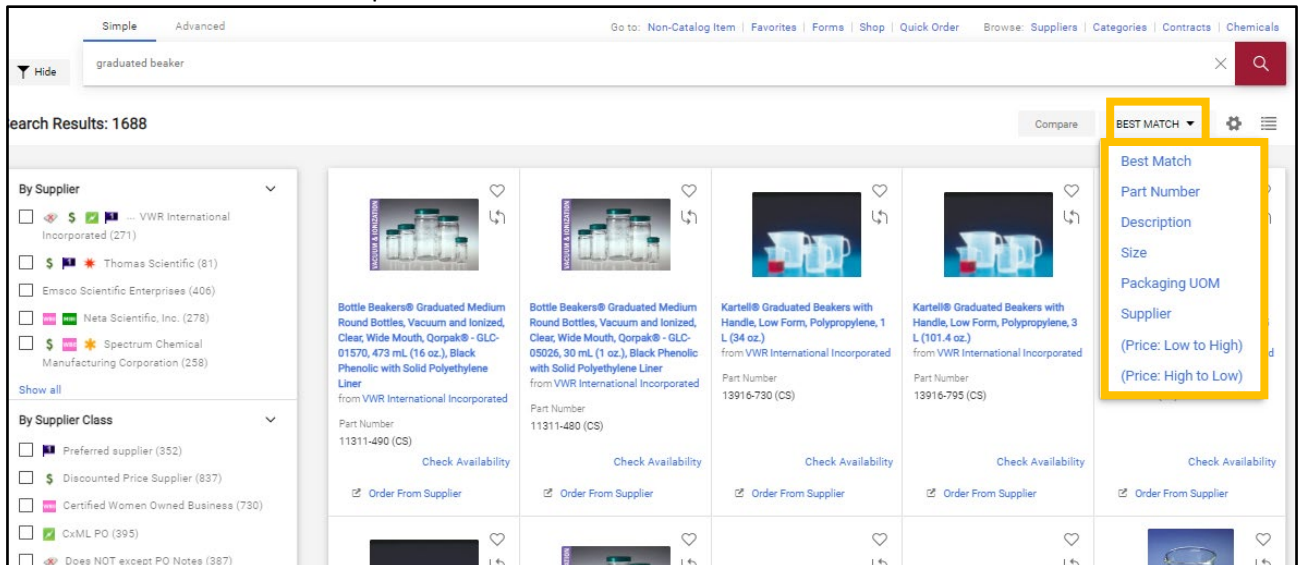 Simple Advanced Go to: Non-Catalog Item | Favorites | Forms | Shop | Quick Order Browse: Suppliers | Categories | Contracts | Chemicals
Hide
graduated beaker
earch Results: 1688
Compare
BEST MATCH
Best Match
Part Number
Description
Size
Packaging UOM
Supplier
(Price: Low to High)
(Price: High to Low)
By Supplier
$ ... VWR International
Incorporated (271)
$ Thomas Scientific (81)
Emsco Scientific Enterprises (406)
Neta Scientific, Inc. (278)
$ Spectrum Chemical
Manufacturing Corporation (258)
Show all
By Supplier Class
Preferred supplier (352)
$ Discounted Price Supplier (837)
Certified Women Owned Business (730)
CxML PO (395)
Does NOT except PO Notes (387)
VACUUM & IONIZATION
Bottle Beakers® Graduated Medium
Round Bottles, Vacuum and Ionized,
Clear, Wide Mouth, Qorpak® - GLC-
01570, 473 mL (16 oz.), Black
Phenolic with Solid Polyethylene
Liner
from VWR International Incorporated
Part Number
11311-490 (CS)
Check Availability
Order From Supplier
VACUUM & IONIZATION
Bottle Beakers® Graduated Medium
Round Bottles, Vacuum and Ionized,
Clear, Wide Mouth, Qorpak® - GLC-
05026, 30 mL (1 oz.), Black Phenolic
with Solid Polyethylene Liner
from VWR International Incorporated
Part Number
11311-480 (CS)
Check Availability
Order From Supplier
Kartell® Graduated Beakers with
Handle, Low Form, Polypropylene, 1
L (34 oz.)
from VWR International Incorporated
Part Number
13916-730 (CS)
Check Availability
Order From Supplier
Kartell® Graduated Beakers with
Handle, Low Form, Polypropylene, 3
L (101.4 oz.)
from VWR International Incorporated
Part Number
13916-795 (CS)
Check Availability
Order From Supplier
Check Availability
Order From Supplier